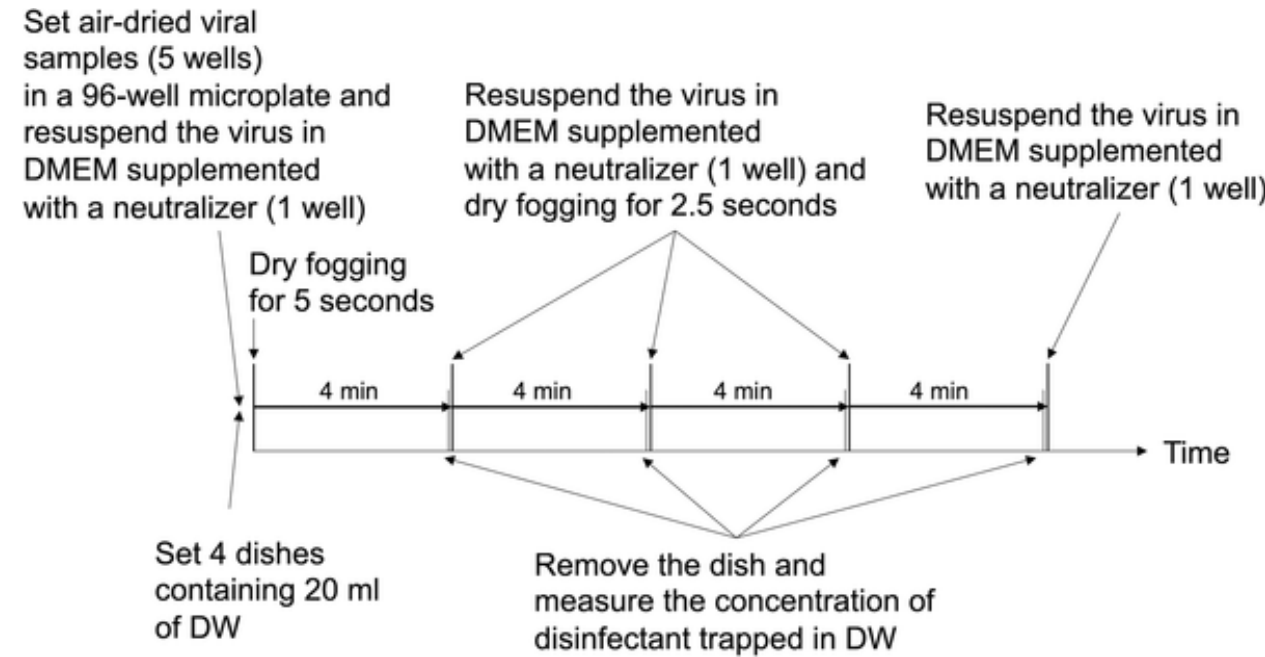 Set air-dried viral
samples (5 wells)
in a 96-well microplate and
resuspend the virus in
DMEM supplemented
with a neutralizer (1 well)
Resuspend the virus in
DMEM supplemented
with a neutralizer (1 well) and
dry fogging for 2.5 seconds
Resuspend the virus in
DMEM supplemented
with a neutralizer (1 well)
Dry fogging
for 5 seconds
4 min
4 min
4 min
4 min
Time
Set 4 dishes
containing 20 ml
of DW
Remove the dish and
measure the concentration of
disinfectant trapped in DW